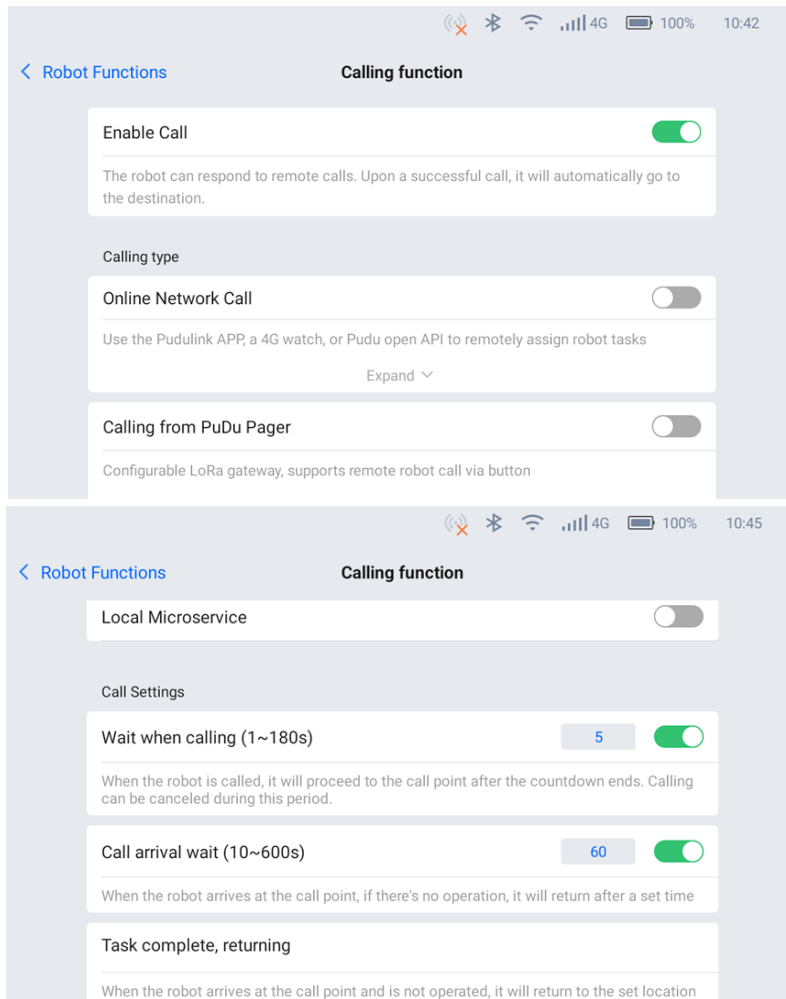 4G 100% 10:42
Robot Functions Calling function
Enable Call
The robot can respond to remote calls. Upon a successful call, it will automatically go to
the destination.
Calling type
Online Network Call
Use the Pudulink APP, a 4G watch, or Pudu open API to remotely assign robot tasks
Expand
Calling from PuDu Pager
Configurable LoRa gateway, supports remote robot call via button
4G 100% 10:45
Robot Functions Calling function
Local Microservice
Call Settings
Wait when calling (1~180s) 5
When the robot is called, it will proceed to the call point after the countdown ends. Calling
can be canceled during this period.
Call arrival wait (10~600s) 60
When the robot arrives at the call point, if there's no operation, it will return after a set time
Task complete, returning
When the robot arrives at the call point and is not operated, it will return to the set location